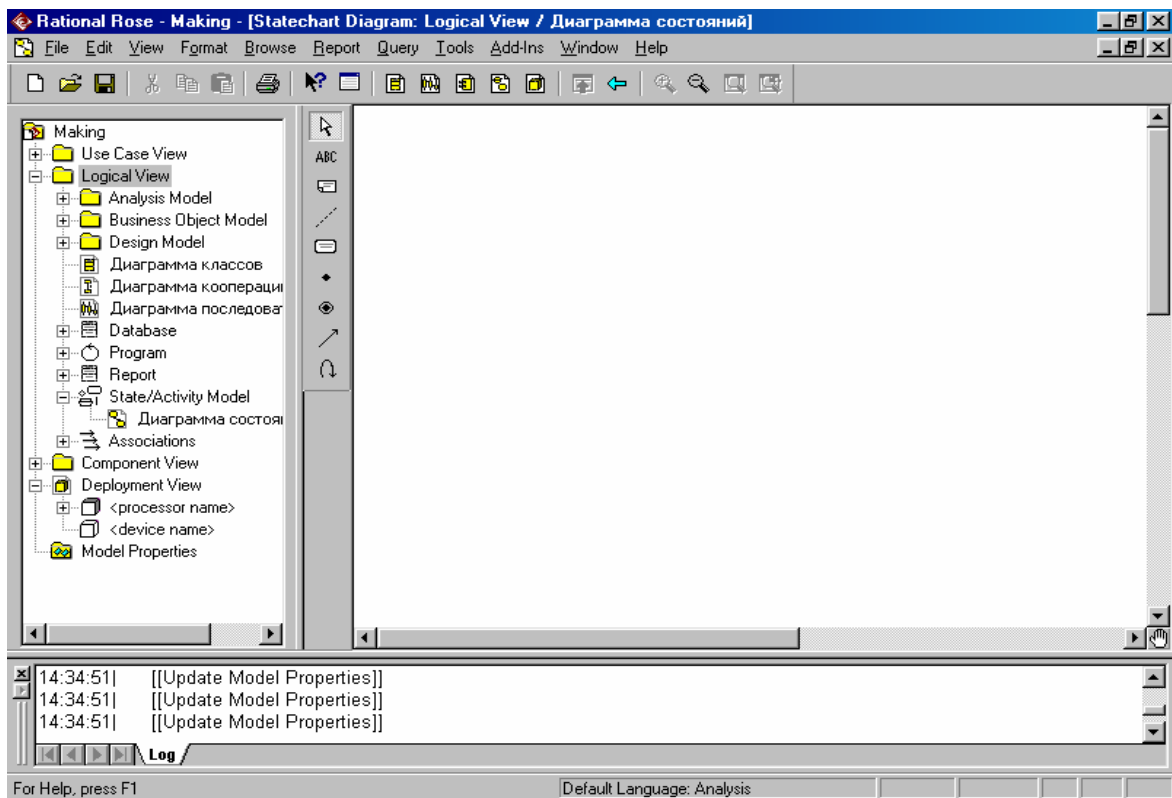 Rational Rose - Making - [Statechart Diagram: Logical View / Диаграмма состояний]
File Edit View Format Browse Report Query Tools Add-Ins Window Help
Making
Use Case View
Logical View
Analysis Model
Business Object Model
Design Model
Диаграмма классов
Диаграмма кооперации
Диаграмма последоват
Database
Program
Report
State/Activity Model
Диаграмма состоян
Associations
Component View
Deployment View
<processor name>
<device name>
Model Properties
ABC
14:34:51| [[Update Model Properties]]
14:34:51| [[Update Model Properties]]
14:34:51| [[Update Model Properties]]
Log
For Help, press F1
Default Language: Analysis